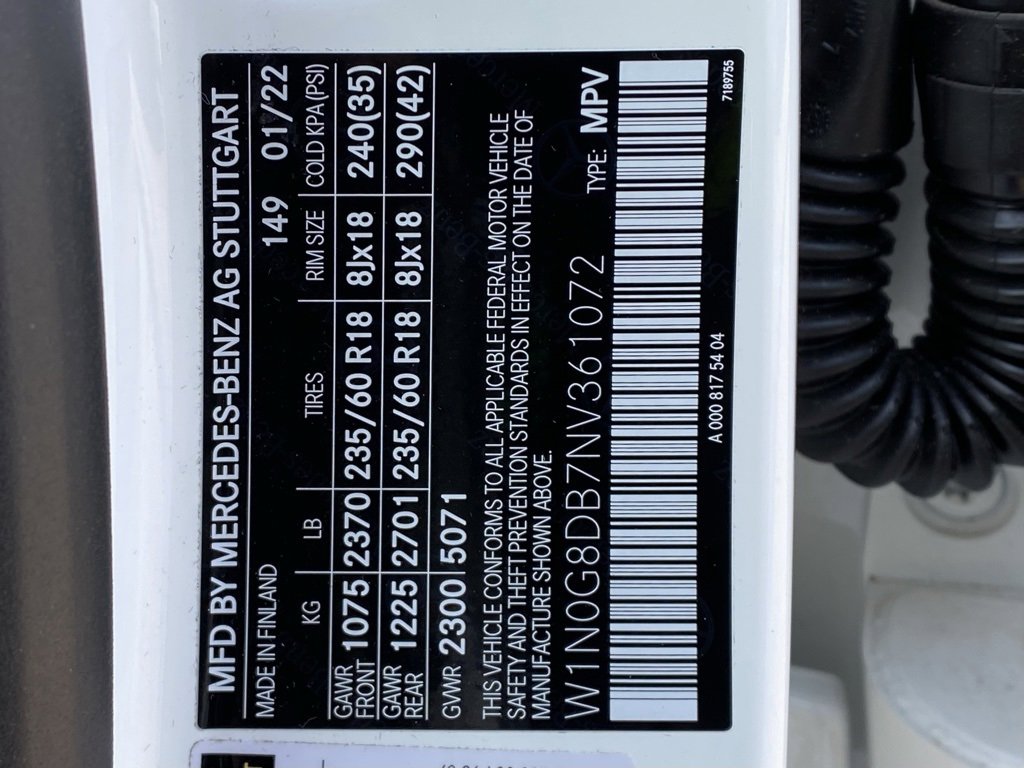 MFD BY MERCEDES-BENZ AG STUTTGART
MADE IN FINLAND 149 01/22
KG LB TIRES RIM SIZE COLD KPA (PSI)
GAWR FRONT 1075 2370 235/60 R18 8Jx18 240(35)
GAWR REAR 1225 2701 235/60 R18 8Jx18 290(42)
GVWR 2300 5071
THIS VEHICLE CONFORMS TO ALL APPLICABLE FEDERAL MOTOR VEHICLE
SAFETY AND THEFT PREVENTION STANDARDS IN EFFECT ON THE DATE OF
MANUFACTURE SHOWN ABOVE.
W1N0G8DB7NV361072 TYPE: MPV
A 000 817 54 04
7189755